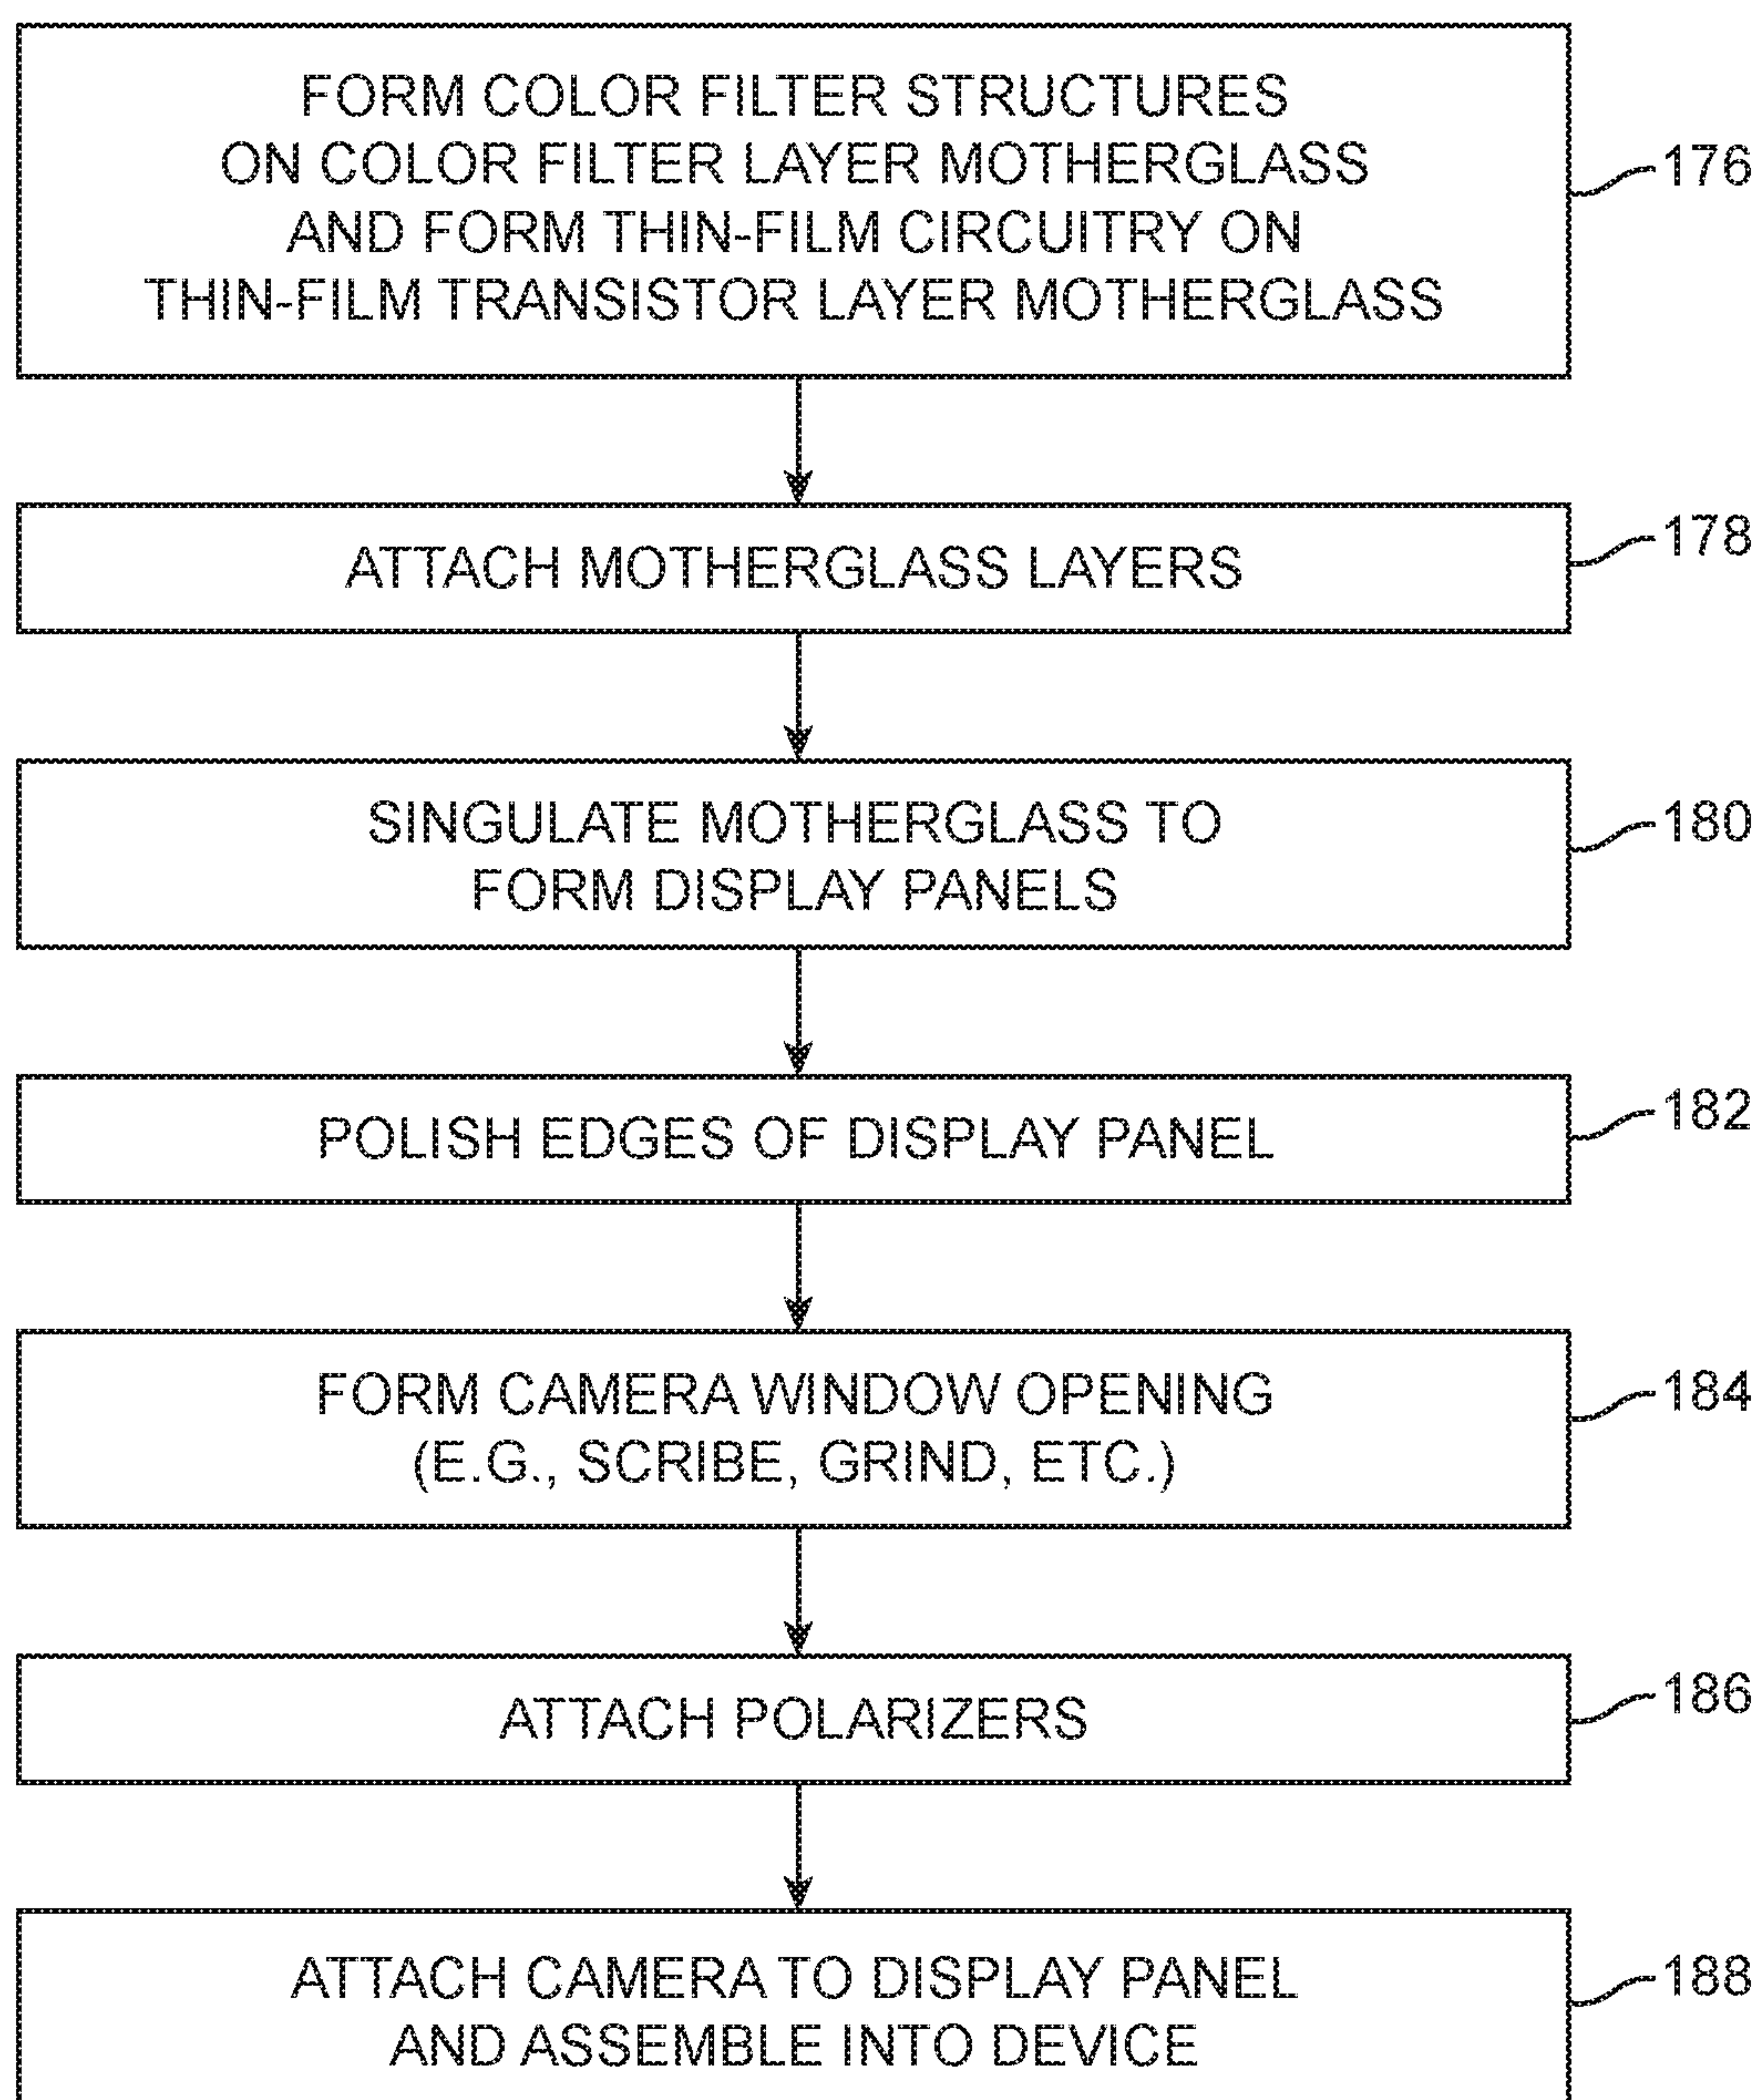 FORM COLOR FILTER STRUCTURES
ON COLOR FILTER LAYER MOTHERGLASS
AND FORM THIN-FILM CIRCUITRY ON
THIN-FILM TRANSISTOR LAYER MOTHERGLASS
176
ATTACH MOTHERGLASS LAYERS
178
SINGULATE MOTHERGLASS TO
FORM DISPLAY PANELS
180
POLISH EDGES OF DISPLAY PANEL
182
FORM CAMERA WINDOW OPENING
(E.G., SCRIBE, GRIND, ETC.)
184
ATTACH POLARIZERS
186
ATTACH CAMERA TO DISPLAY PANEL
AND ASSEMBLE INTO DEVICE
188